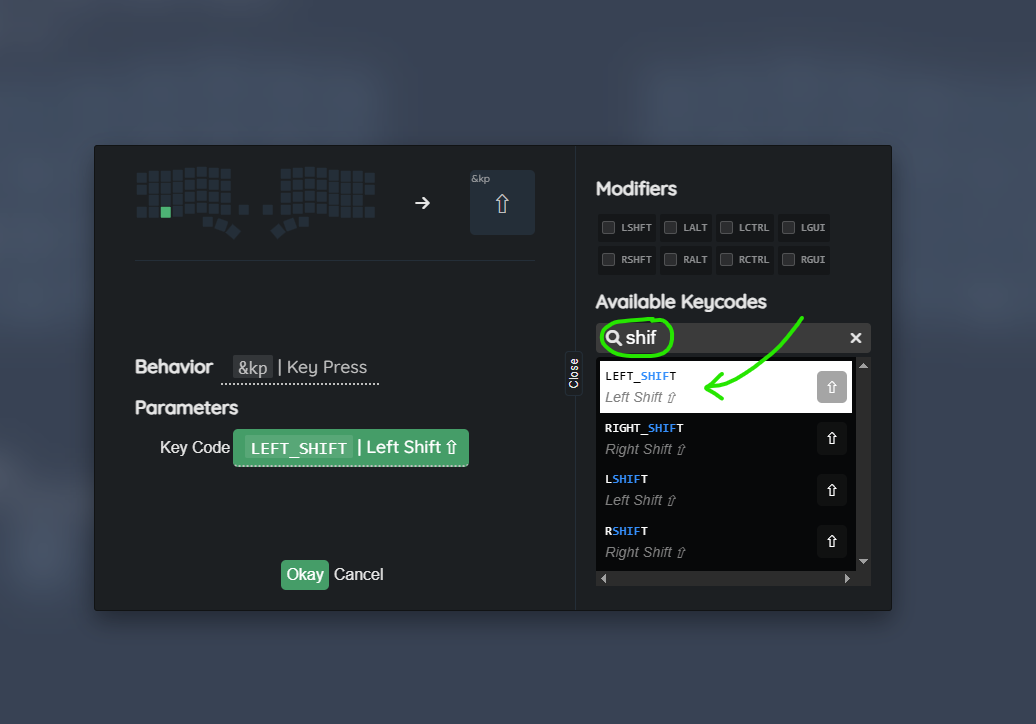 &kp
⇧
Behavior &kp | Key Press
Parameters
Key Code LEFT_SHIFT | Left Shift ⇧
Okay Cancel
Close
Modifiers
LSHFT LALT LCTRL LGUI
RSHFT RALT RCTRL RGUI
Available Keycodes
shif
LEFT_SHIFT
Left Shift ⇧
⇧
RIGHT_SHIFT
Right Shift ⇧
⇧
LSHIFT
Left Shift ⇧
⇧
RSHIFT
Right Shift ⇧
⇧